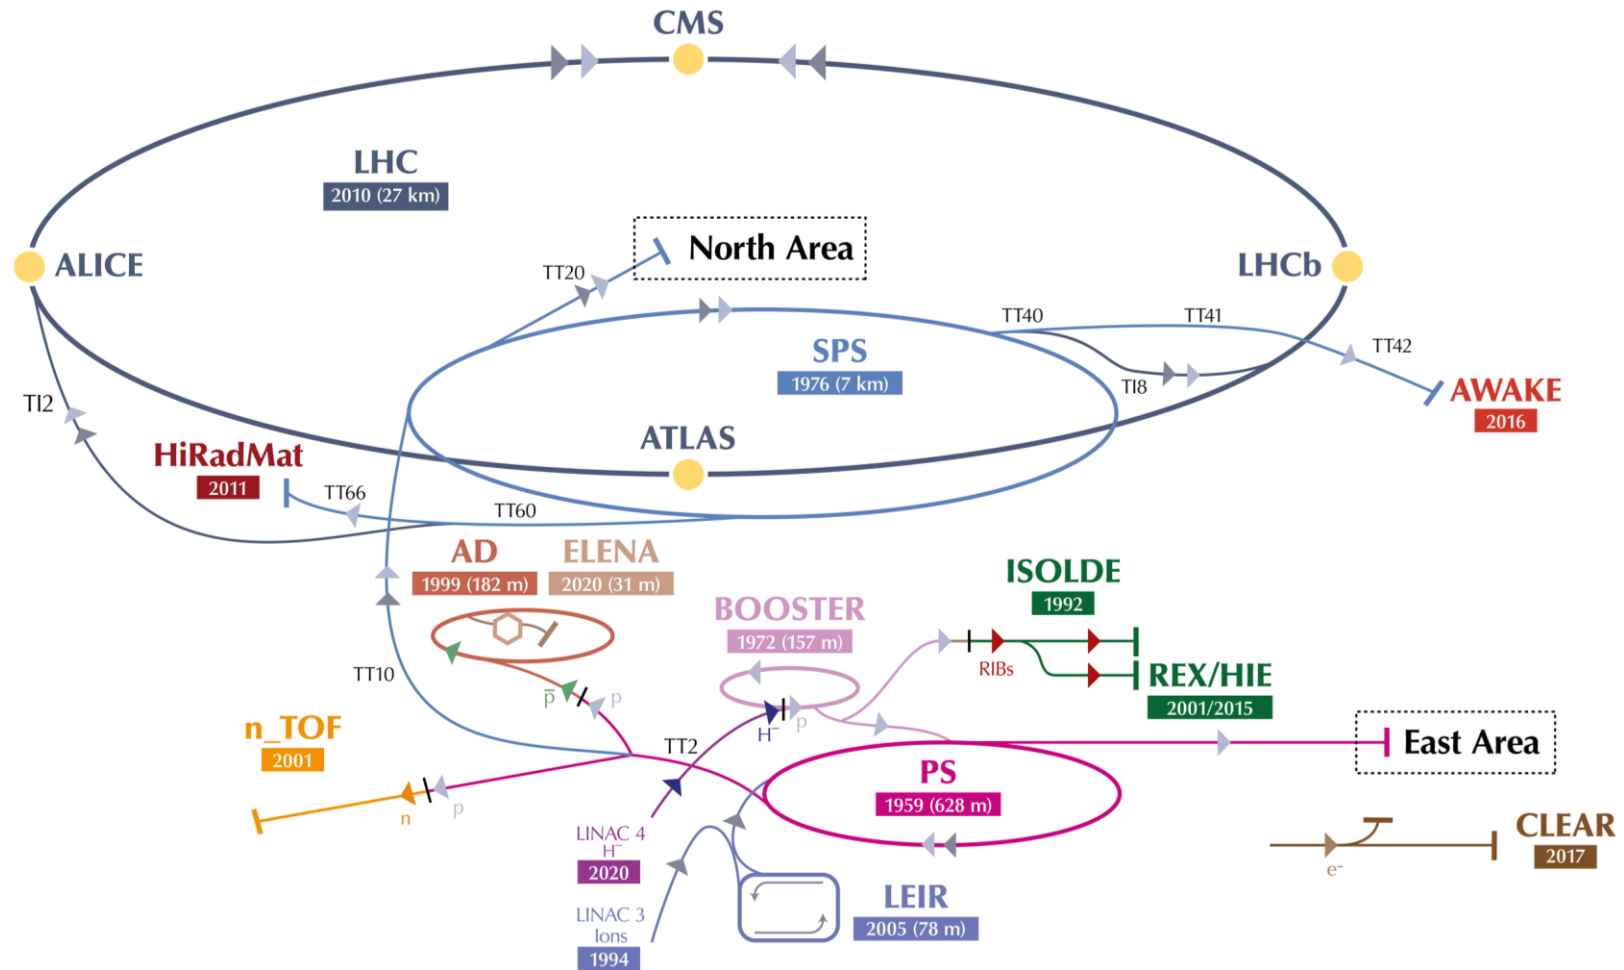 CMS
LHC
2010 (27 km)
North Area
ALICE
LHCb
TT20
TT40
TT41
TT42
SPS
1976 (7 km)
TI8
AWAKE
2016
TI2
ATLAS
HiRadMat
2011
TT66
TT60
AD
1999 (182 m)
ELENA
2020 (31 m)
ISOLDE
1992
BOOSTER
1972 (157 m)
RIBs
REX/HIE
2001/2015
TT10
p̅
p
H⁻
p
n_TOF
2001
TT2
East Area
PS
1959 (628 m)
n
p
LINAC 4
H⁻
2020
CLEAR
2017
e⁻
LEIR
2005 (78 m)
LINAC 3
Ions
1994